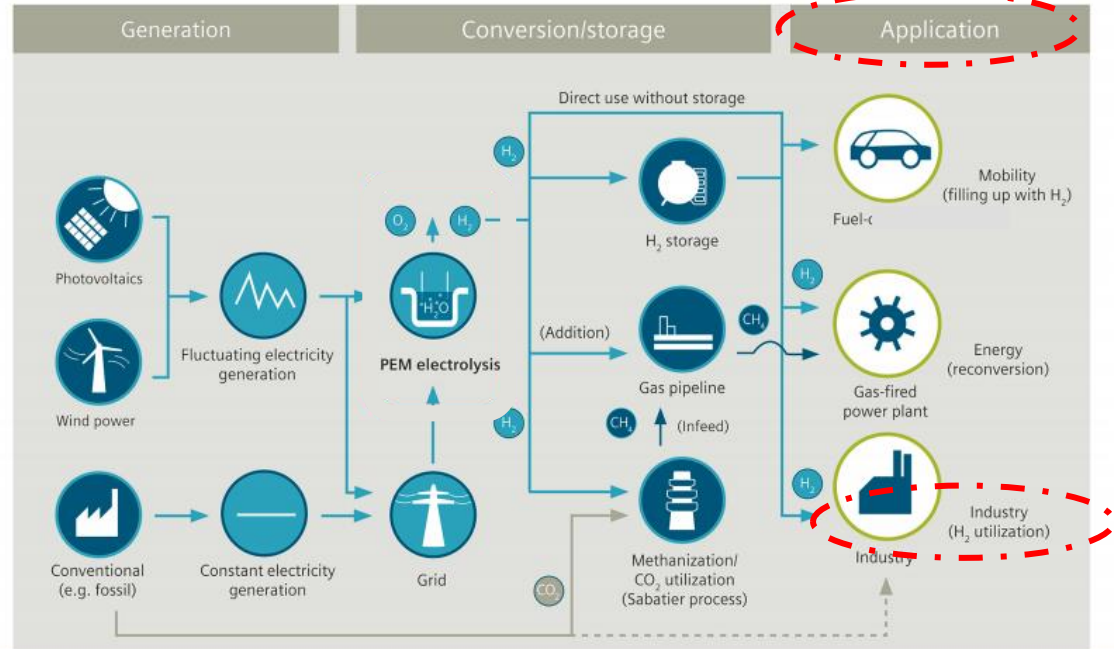 Generation
Conversion/storage
Application
Direct use without storage
H₂
Photovoltaics
Wind power
Fluctuating electricity
generation
Conventional
(e.g. fossil)
Constant electricity
generation
O₂
H₂
H₂O
PEM electrolysis
Grid
H₂
CO₂
H₂ storage
(Addition)
Gas pipeline
CH₄
CH₄
(Infeed)
Methanization/
CO₂ utilization
(Sabatier process)
Mobility
(filling up with H₂)
H₂
Energy
(reconversion)
Gas-fired
power plant
H₂
Industry
(H₂ utilization)
Industry